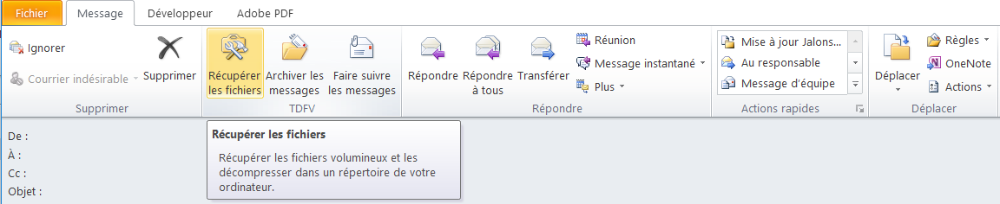 Fichier Message Développeur Adobe PDF
Ignorer
Courrier indésirable
Supprimer
Supprimer
Récupérer les fichiers
Archiver les messages
Faire suivre les messages
TDFV
Répondre
Répondre à tous
Transférer
Réunion
Message instantané
Plus
Répondre
Mise à jour Jalons...
Au responsable
Message d'équipe
Actions rapides
Déplacer
Règles
OneNote
Actions
Déplacer
De :
À :
Cc :
Objet :
Récupérer les fichiers
Récupérer les fichiers volumineux et les
décompresser dans un répertoire de votre
ordinateur.